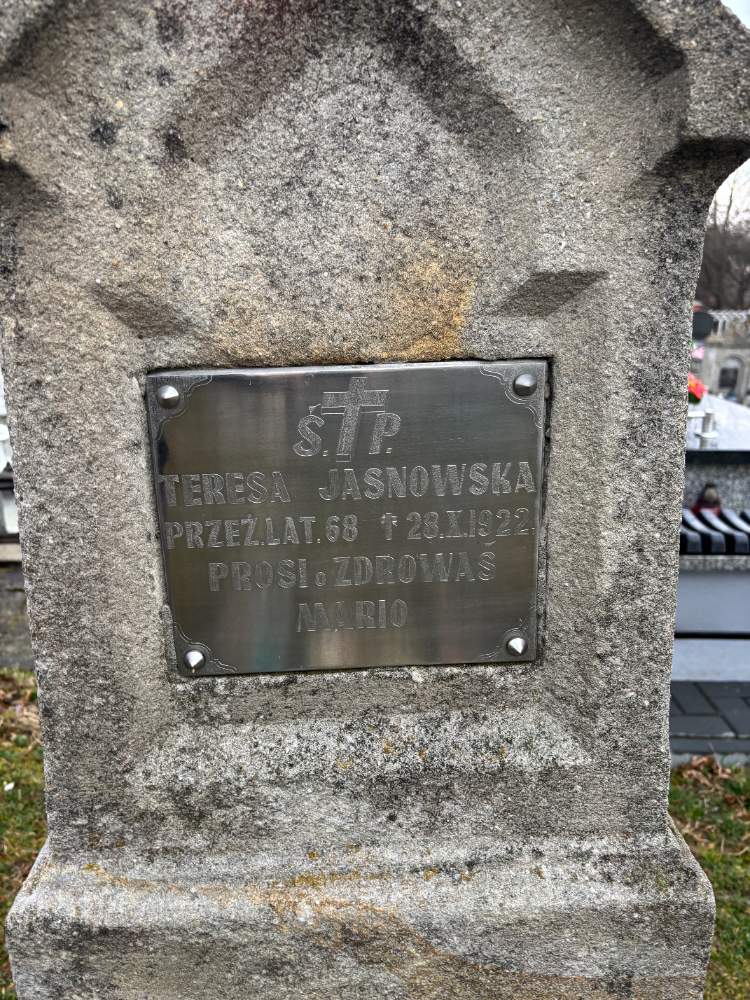 Ś. P.
TERESA JASNOWSKA
PRZEŻ.LAT.68 † 28.X.1922.
PROSI o ZDROWAŚ
MARIO